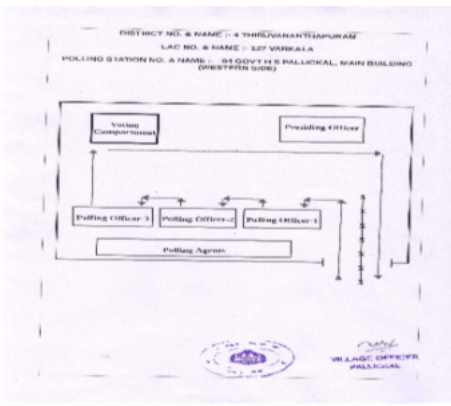 DISTRICT NO. & NAME :- 4 THIRUVANANTHAPURAM
LAC NO. & NAME :- 127 VARKALA
POLLING STATION NO. & NAME :- 94 GOVT H S PALLICKAL, MAIN BUILDING
(WESTERN SIDE)
Voting
Compartment
Presiding Officer
Polling Officer-3
Polling Officer-2
Polling Officer-1
Polling Agents
VILLAGE OFFICER
PALLICKAL